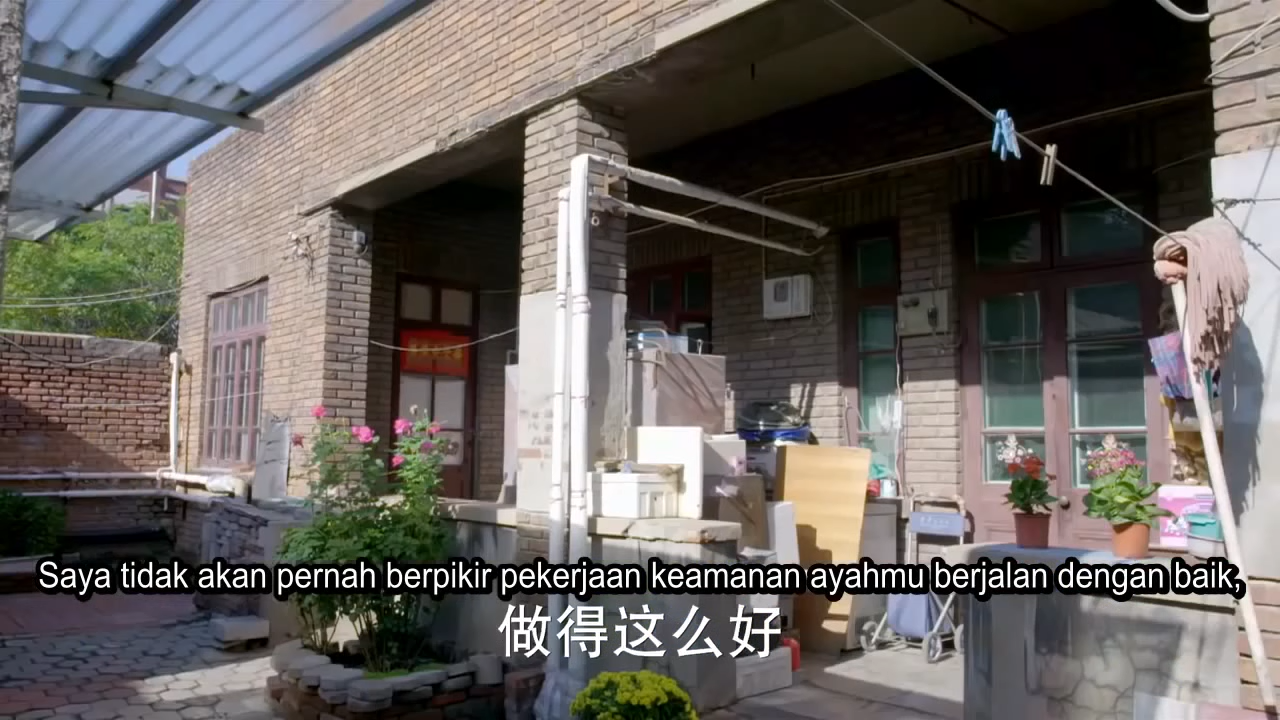 Saya tidak akan pernah berpikir pekerjaan keamanan ayahmu berjalan dengan baik,
做得这么好